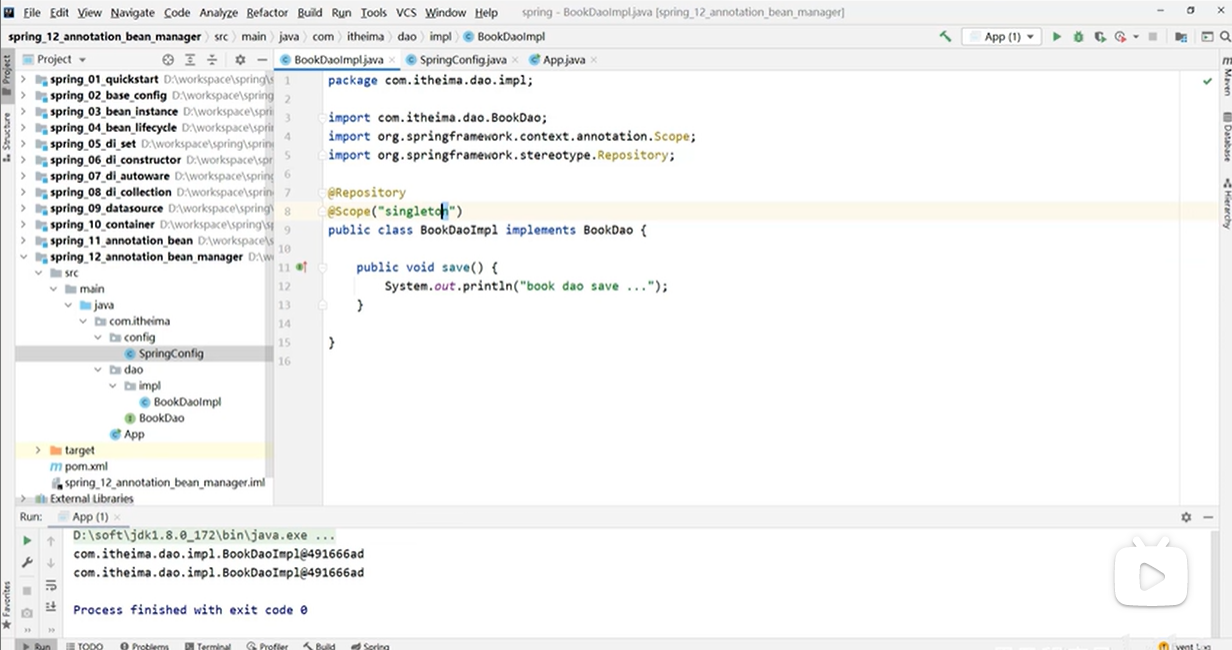 File Edit View Navigate Code Analyze Refactor Build Run Tools VCS Window Help spring - BookDaoImpl.java [spring_12_annotation_bean_manager]
spring_12_annotation_bean_manager src main java com itheima dao impl BookDaoImpl App (1)
Project
BookDaoImpl.java SpringConfig.java App.java
spring_01_quickstart D:\workspace\spring
spring_02_base_config D:\workspace\spring
spring_03_bean_instance D:\workspace\
spring_04_bean_lifecycle D:\workspace\
spring_05_di_set D:\workspace\spring\spri
spring_06_di_constructor D:\workspace\
spring_07_di_autoware D:\workspace\spr
spring_08_di_collection D:\workspace\spr
spring_09_datasource D:\workspace\spri
spring_10_container D:\workspace\spring\
spring_11_annotation_bean D:\workspace
spring_12_annotation_bean_manager D:\w
src
main
java
com.itheima
config
SpringConfig
dao
impl
BookDaoImpl
BookDao
App
target
pom.xml
spring_12_annotation_bean_manager.iml
External Libraries
1 package com.itheima.dao.impl;
2
3 import com.itheima.dao.BookDao;
4 import org.springframework.context.annotation.Scope;
5 import org.springframework.stereotype.Repository;
6
7 @Repository
8 @Scope("singleton")
9 public class BookDaoImpl implements BookDao {
10
11 public void save() {
12 System.out.println("book dao save ...");
13 }
14
15 }
16
Project
Structure
Favorites
Maven
Database
Hierarchy
Run: App (1)
D:\soft\jdk1.8.0_172\bin\java.exe ...
com.itheima.dao.impl.BookDaoImpl@491666ad
com.itheima.dao.impl.BookDaoImpl@491666ad
Process finished with exit code 0
Run TODO Problems Terminal Profiler Build Spring Event Log